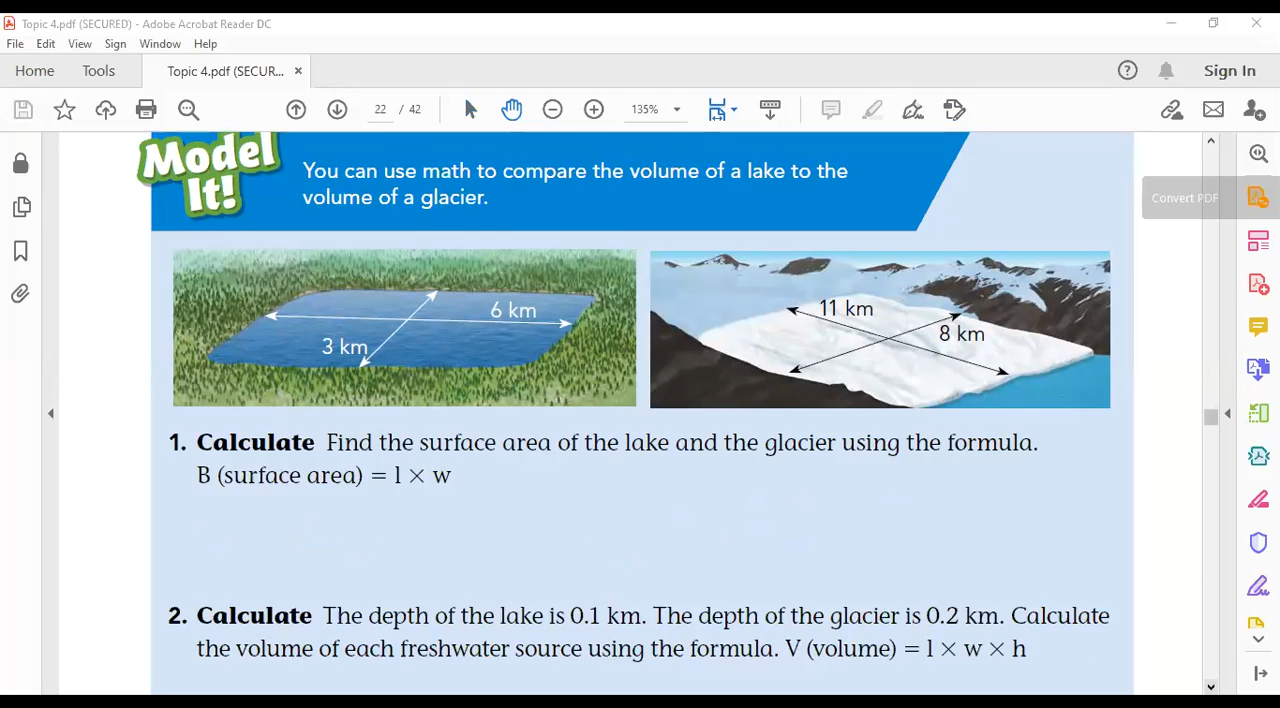 Topic 4.pdf (SECURED) - Adobe Acrobat Reader DC
File Edit View Sign Window Help
Home Tools Topic 4.pdf (SECUR... × Sign In
22 / 42 135%
Model It!
You can use math to compare the volume of a lake to the
volume of a glacier.
Convert PDF
6 km
3 km
11 km
8 km
1. Calculate Find the surface area of the lake and the glacier using the formula.
B (surface area) = l × w
2. Calculate The depth of the lake is 0.1 km. The depth of the glacier is 0.2 km. Calculate
the volume of each freshwater source using the formula. V (volume) = l × w × h